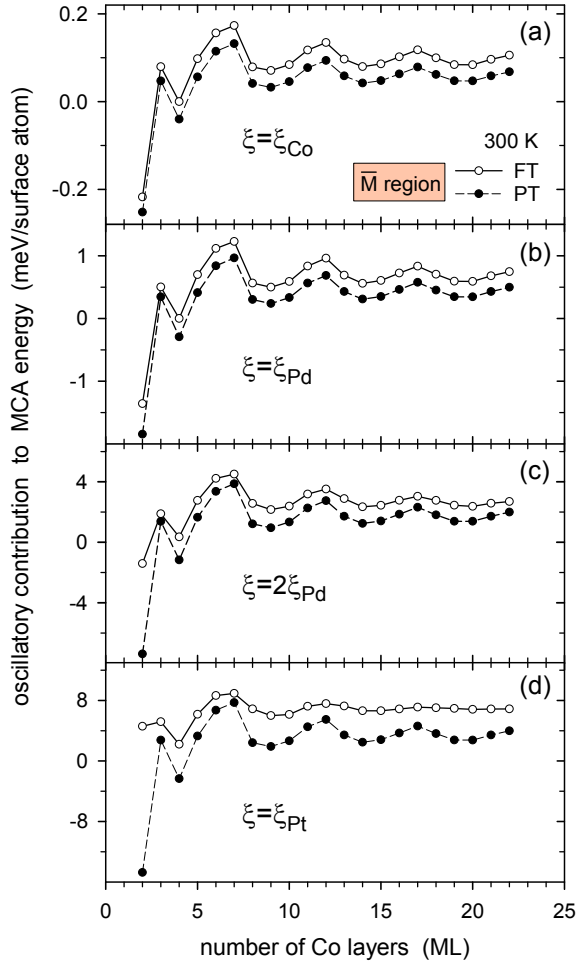 oscillatory contribution to MCA energy (meV/surface atom)
(a)
0.2
0.0
-0.2
ξ=ξCo
300 K
M̅ region
FT
PT
(b)
1
0
-1
ξ=ξPd
(c)
4
0
-4
ξ=2ξPd
(d)
8
0
-8
ξ=ξPt
0 5 10 15 20 25
number of Co layers (ML)